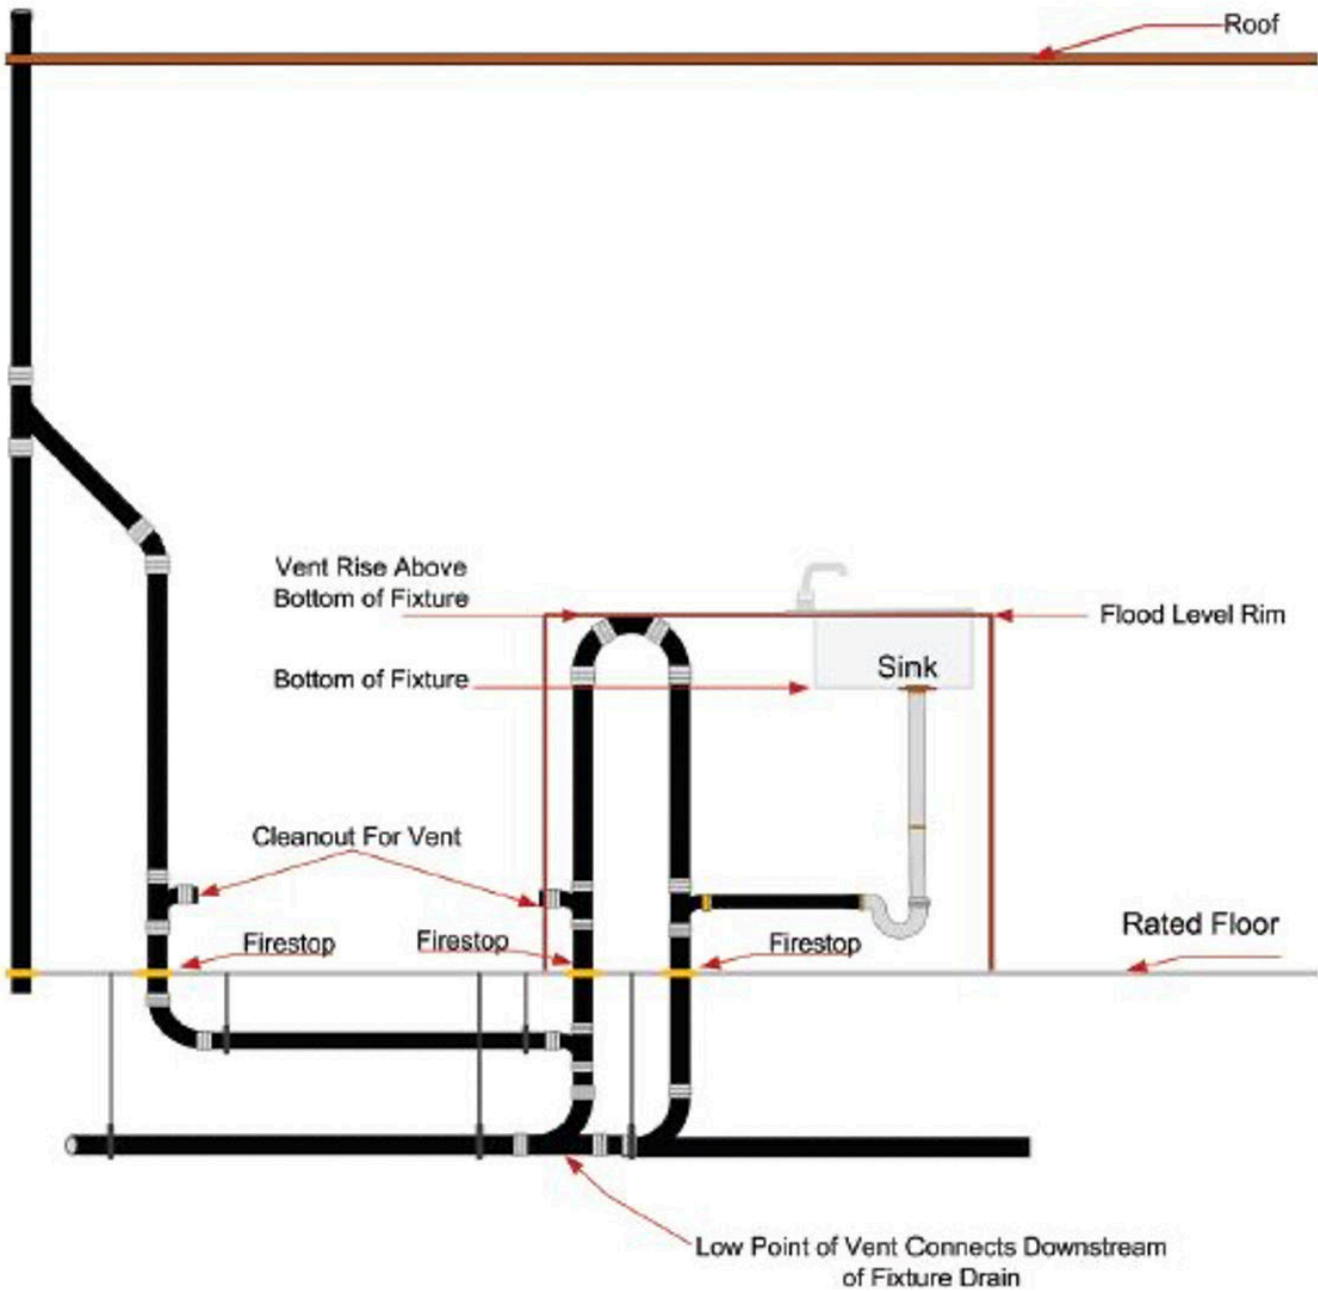 Roof
Vent Rise Above
Bottom of Fixture
Flood Level Rim
Sink
Bottom of Fixture
Cleanout For Vent
Rated Floor
Firestop
Firestop
Firestop
Low Point of Vent Connects Downstream
of Fixture Drain